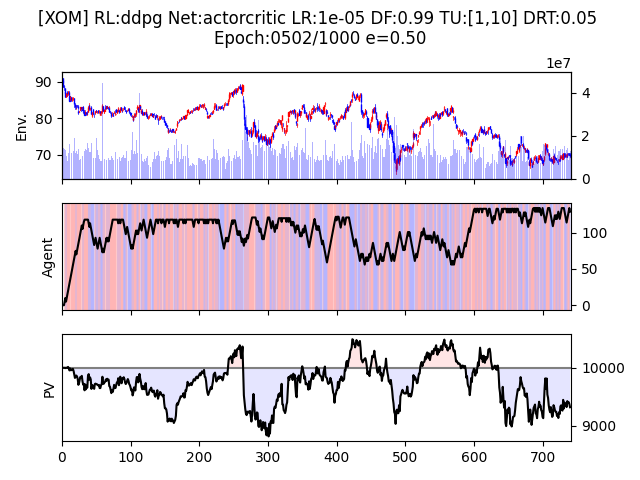 [XOM] RL:ddpg Net:actorcritic LR:1e-05 DF:0.99 TU:[1,10] DRT:0.05
Epoch:0502/1000 e=0.50
1e7
90
80
70
Env.
4
2
0
Agent
100
50
0
PV
10000
9000
0 100 200 300 400 500 600 700